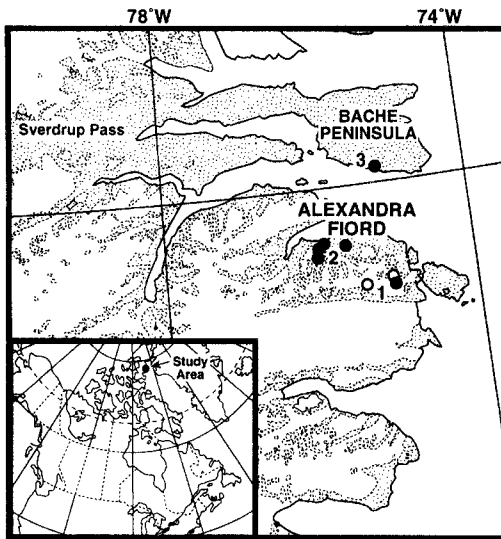 78°W 74°W
Sverdrup Pass
BACHE
PENINSULA
3
ALEXANDRA
FIORD
2
1
Study
Area